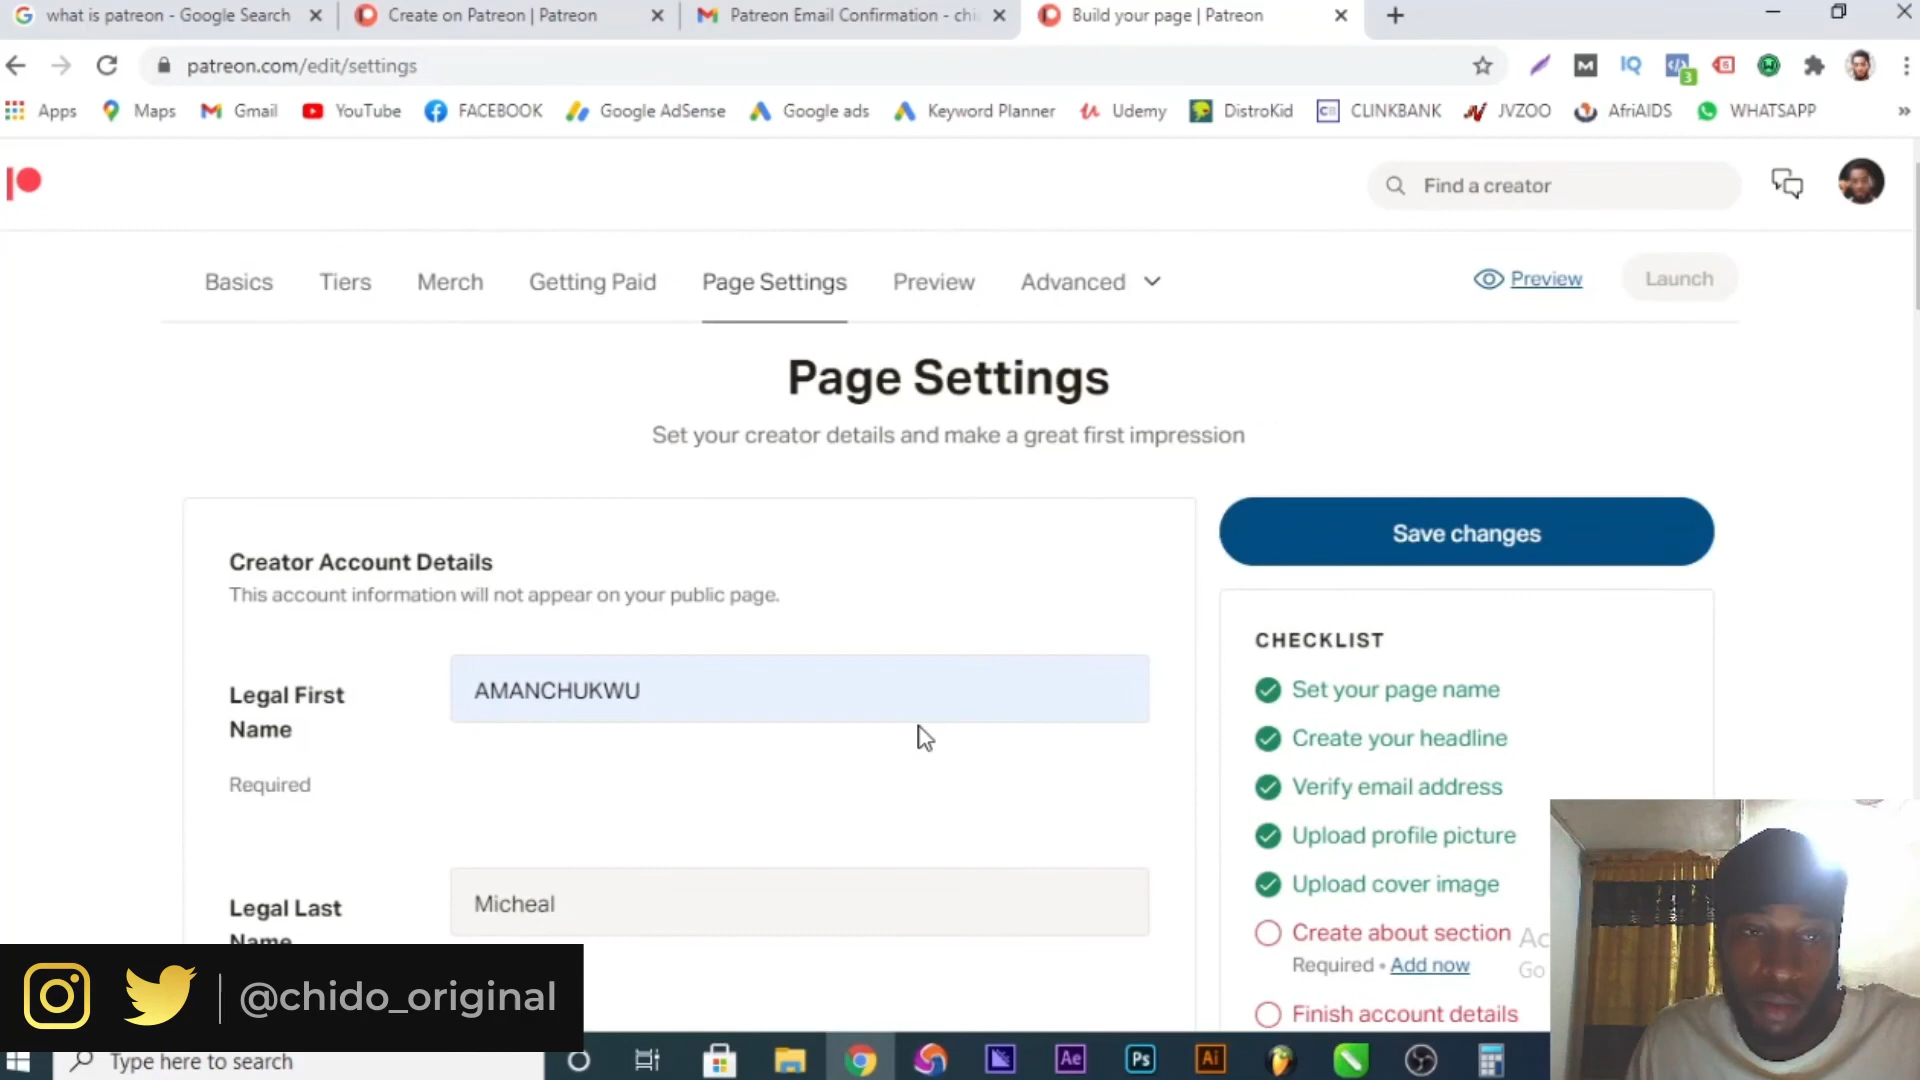 what is patreon - Google Search
Create on Patreon | Patreon
Patreon Email Confirmation - chi
Build your page | Patreon
patreon.com/edit/settings
Apps
Maps
Gmail
YouTube
FACEBOOK
Google AdSense
Google ads
Keyword Planner
Udemy
DistroKid
CLINKBANK
JVZOO
AfriAIDS
WHATSAPP
»
Find a creator
Basics
Tiers
Merch
Getting Paid
Page Settings
Preview
Advanced
Preview
Launch
Page Settings
Set your creator details and make a great first impression
Save changes
Creator Account Details
This account information will not appear on your public page.
Legal First
Name
Required
AMANCHUKWU
Legal Last
Name
Micheal
CHECKLIST
Set your page name
Create your headline
Verify email address
Upload profile picture
Upload cover image
Create about section
Required • Add now
Finish account details
Ac
Go
@chido_original
Type here to search
Ae
Ps
Ai